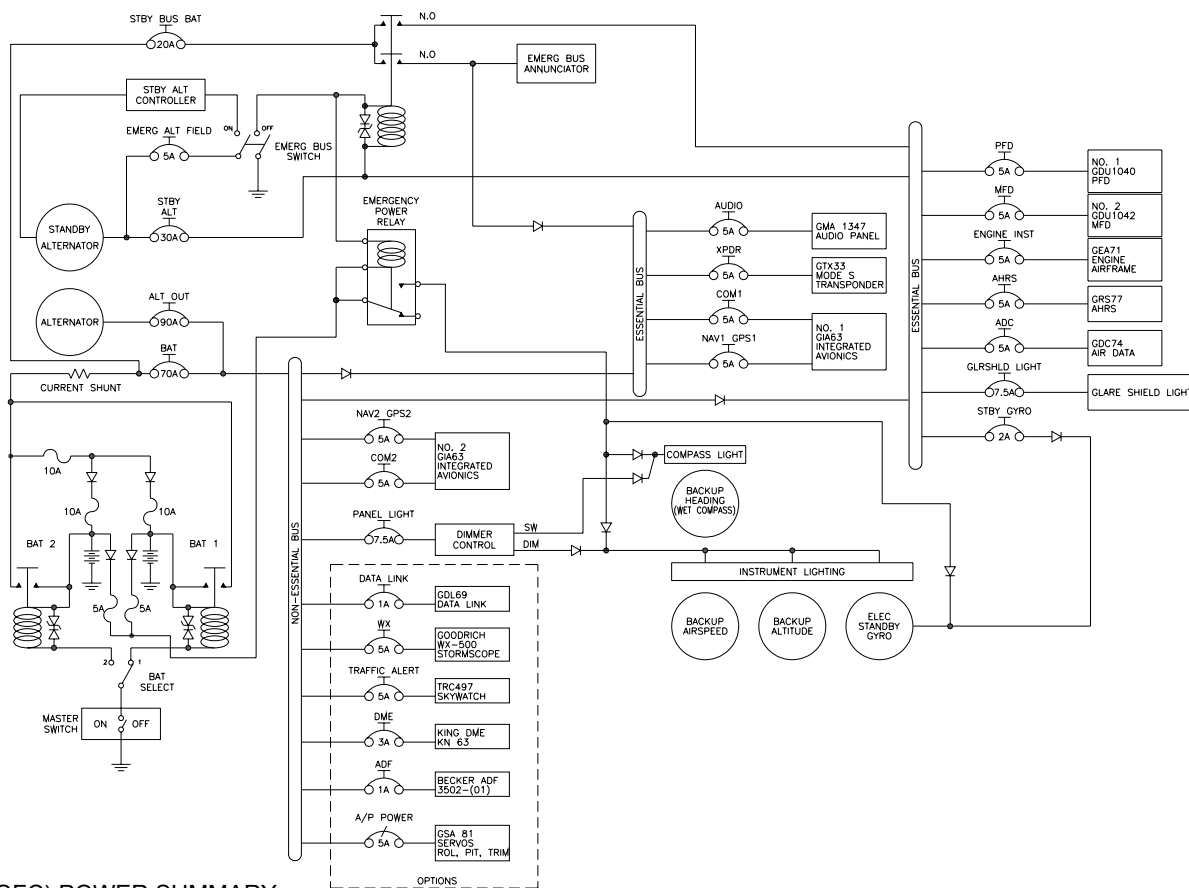 STBY BUS BAT
20A
N.O
N.O
EMERG BUS
ANNUNCIATOR
STBY ALT
CONTROLLER
ON
OFF
EMERG ALT FIELD
5A
EMERG BUS
SWITCH
STANDBY
ALTERNATOR
STBY
ALT
30A
EMERGENCY
POWER
RELAY
ALTERNATOR
ALT OUT
90A
BAT
70A
CURRENT SHUNT
10A
10A
10A
BAT 2
BAT 1
5A
5A
2
1
BAT
SELECT
MASTER
SWITCH
ON
OFF
ESSENTIAL BUS
AUDIO
5A
GMA 1347
AUDIO PANEL
XPDR
5A
GTX33
MODE S
TRANSPONDER
COM1
5A
NAV1 GPS1
5A
NO. 1
GIA63
INTEGRATED
AVIONICS
ESSENTIAL BUS
PFD
5A
NO. 1
GDU1040
PFD
MFD
5A
NO. 2
GDU1042
MFD
ENGINE INST
5A
GEA71
ENGINE
AIRFRAME
AHRS
5A
GRS77
AHRS
ADC
5A
GDC74
AIR DATA
GLRSHLD LIGHT
7.5A
GLARE SHIELD LIGHT
STBY GYRO
2A
NON-ESSENTIAL BUS
NAV2 GPS2
5A
COM2
5A
NO. 2
GIA63
INTEGRATED
AVIONICS
PANEL LIGHT
7.5A
DIMMER
CONTROL
SW
DIM
COMPASS LIGHT
BACKUP
HEADING
(WET COMPASS)
INSTRUMENT LIGHTING
BACKUP
AIRSPEED
BACKUP
ALTITUDE
ELEC
STANDBY
GYRO
DATA LINK
1A
GDL69
DATA LINK
WX
5A
GOODRICH
WX-500
STORMSCOPE
TRAFFIC ALERT
5A
TRC497
SKYWATCH
DME
3A
KING DME
KN 63
ADF
1A
BECKER ADF
3502-(01)
A/P POWER
5A
GSA 81
SERVOS
ROL, PIT, TRIM
OPTIONS
POWER SUMMARY